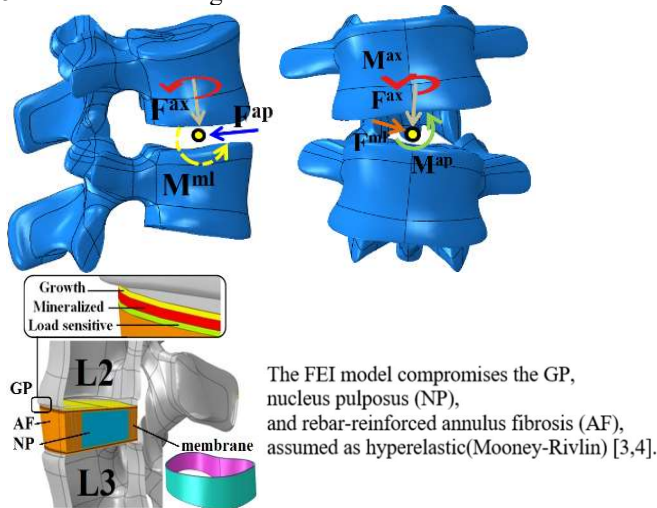 M^ax
F^ax
F^ax
F^ap
F^ml
M^ml
M^ap
Growth
Mineralized
Load sensitive
L2
GP
AF
NP
membrane
L3
The FEI model compromises the GP,
nucleus pulposus (NP),
and rebar-reinforced annulus fibrosis (AF),
assumed as hyperelastic(Mooney-Rivlin) [3,4].